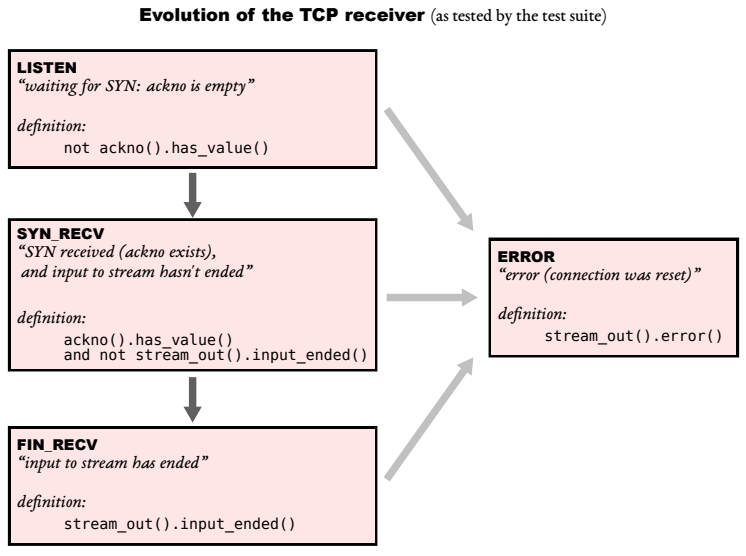 Evolution of the TCP receiver (as tested by the test suite)
LISTEN
“waiting for SYN: ackno is empty”
definition:
not ackno().has_value()
SYN_RECV
“SYN received (ackno exists),
and input to stream hasn't ended”
definition:
ackno().has_value()
and not stream_out().input_ended()
FIN_RECV
“input to stream has ended”
definition:
stream_out().input_ended()
ERROR
“error (connection was reset)”
definition:
stream_out().error()